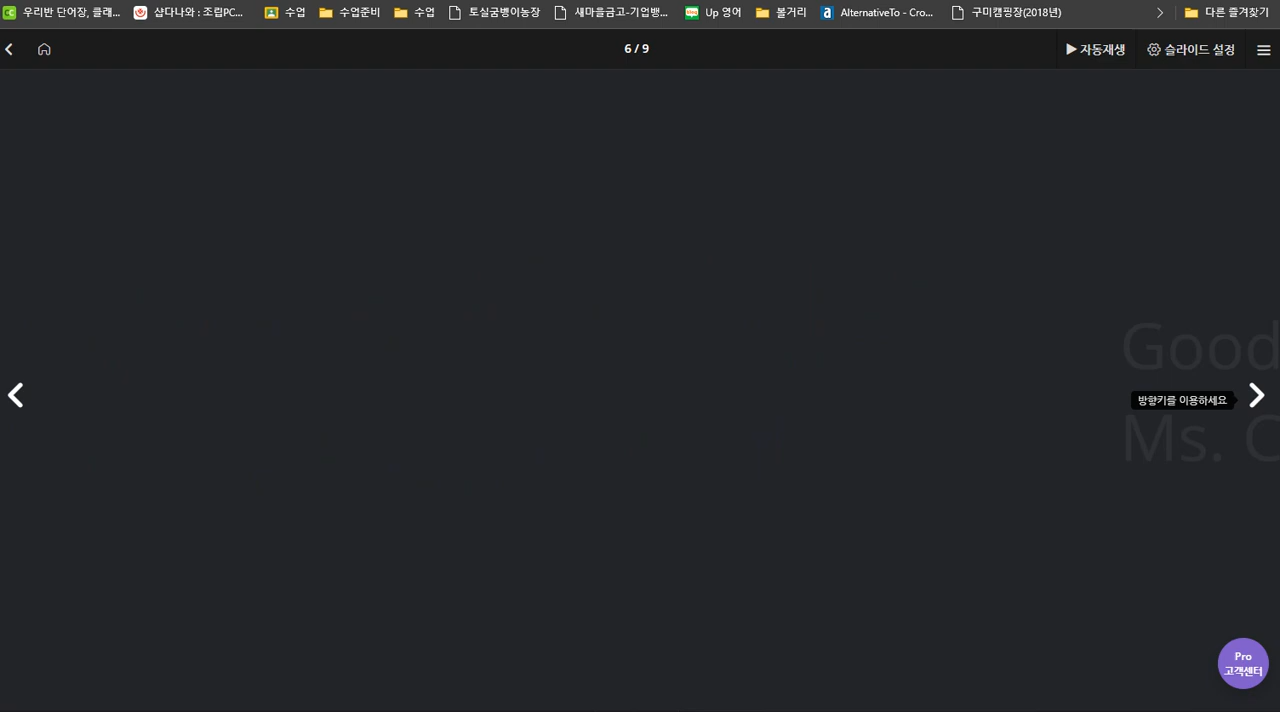 우리반 단어장, 클래... 샵다나와 : 조립PC... 수업 수업준비 수업 토실굼벵이농장 새마을금고-기업뱅... Up 영어 볼거리 AlternativeTo - Cro... 구미캠핑장(2018년) 다른 즐겨찾기
6 / 9 자동재생 슬라이드 설정
Good
방향키를 이용하세요
Ms. C
Pro
고객센터